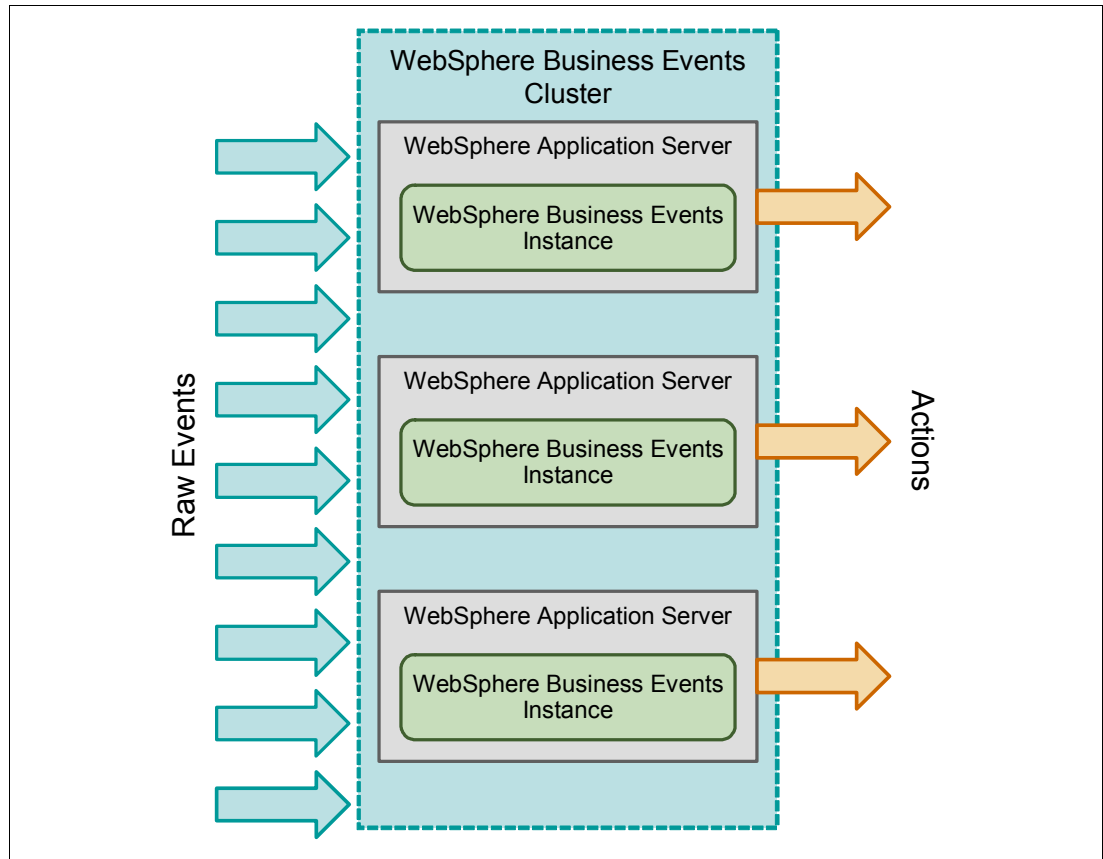 WebSphere Business Events
Cluster
WebSphere Application Server
WebSphere Business Events
Instance
WebSphere Application Server
WebSphere Business Events
Instance
WebSphere Application Server
WebSphere Business Events
Instance
Raw Events
Actions